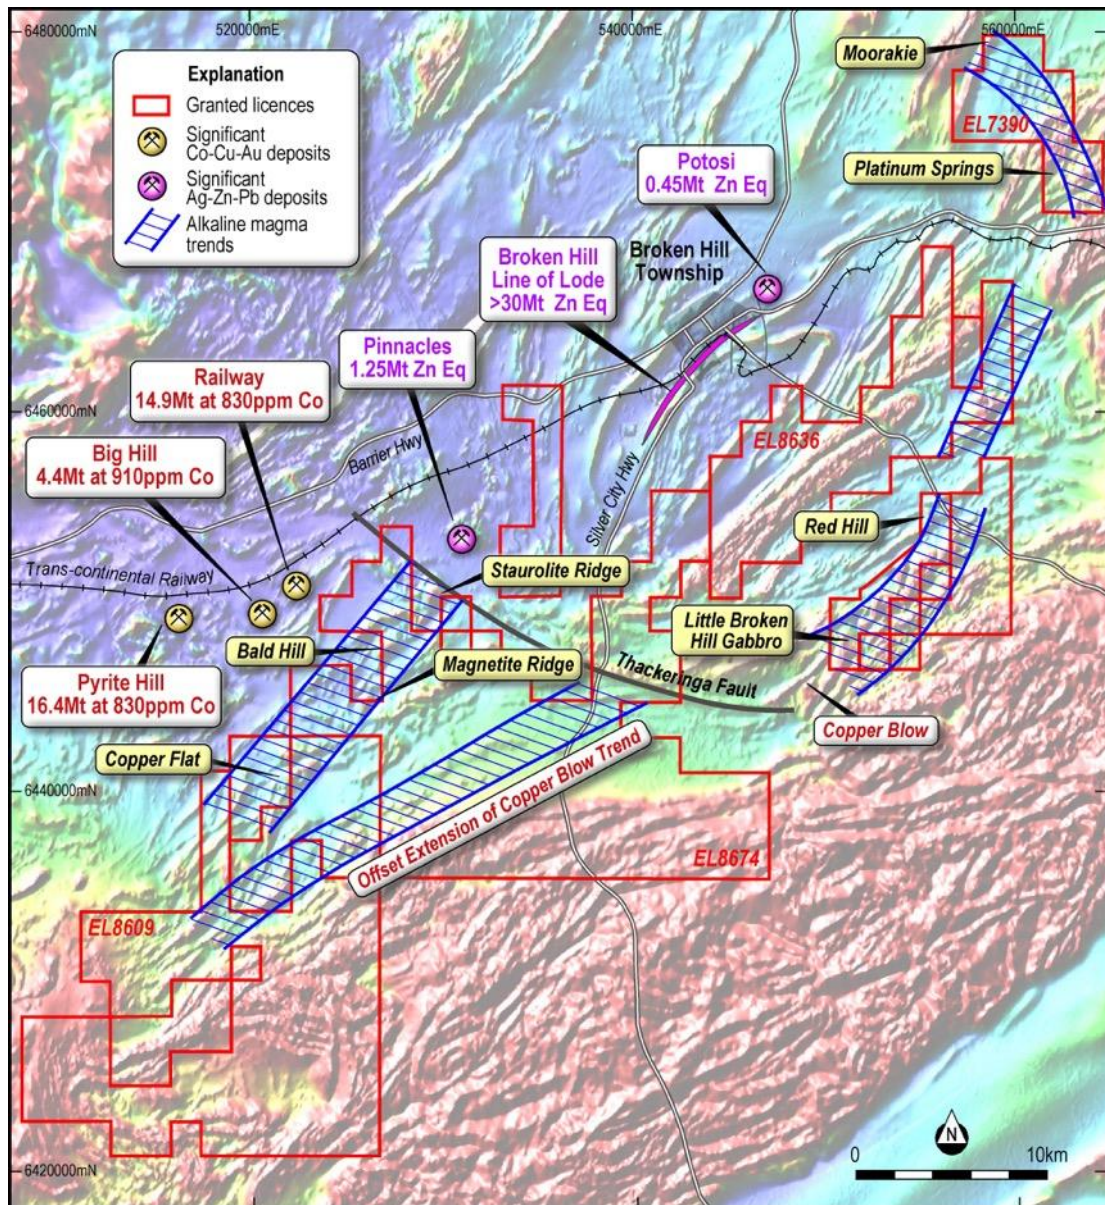 520000mE
540000mE
560000mE
6480000mN
6460000mN
6440000mN
6420000mN
Explanation
Granted licences
Significant
Co-Cu-Au deposits
Significant
Ag-Zn-Pb deposits
Alkaline magma
trends
Moorakie
EL7390
Platinum Springs
Potosi
0.45Mt Zn Eq
Broken Hill
Township
Broken Hill
Line of Lode
>30Mt Zn Eq
Pinnacles
1.25Mt Zn Eq
Railway
14.9Mt at 830ppm Co
Big Hill
4.4Mt at 910ppm Co
Barrier Hwy
EL8636
Silver City Hwy
Red Hill
Trans-continental Railway
Staurolite Ridge
Little Broken
Hill Gabbro
Bald Hill
Magnetite Ridge
Thackeringa Fault
Pyrite Hill
16.4Mt at 830ppm Co
Copper Blow
Copper Flat
Offset Extension of Copper Blow Trend
EL8674
EL8609
N
0
10km